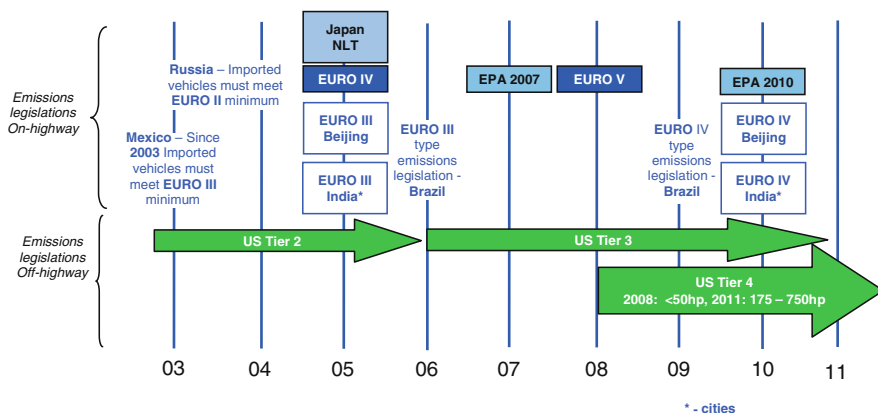 Emissions
legislations
On-highway
Russia – Imported
vehicles must meet
EURO II minimum
Mexico – Since
2003 Imported
vehicles must
meet EURO III
minimum
Japan
NLT
EURO IV
EURO III
Beijing
EURO III
India*
EURO III
type
emissions
legislation -
Brazil
EPA 2007
EURO V
EURO IV
type
emissions
legislation -
Brazil
EPA 2010
EURO IV
Beijing
EURO IV
India*
Emissions
legislations
Off-highway
US Tier 2
US Tier 3
US Tier 4
2008: <50hp, 2011: 175 – 750hp
03 04 05 06 07 08 09 10 11
* - cities